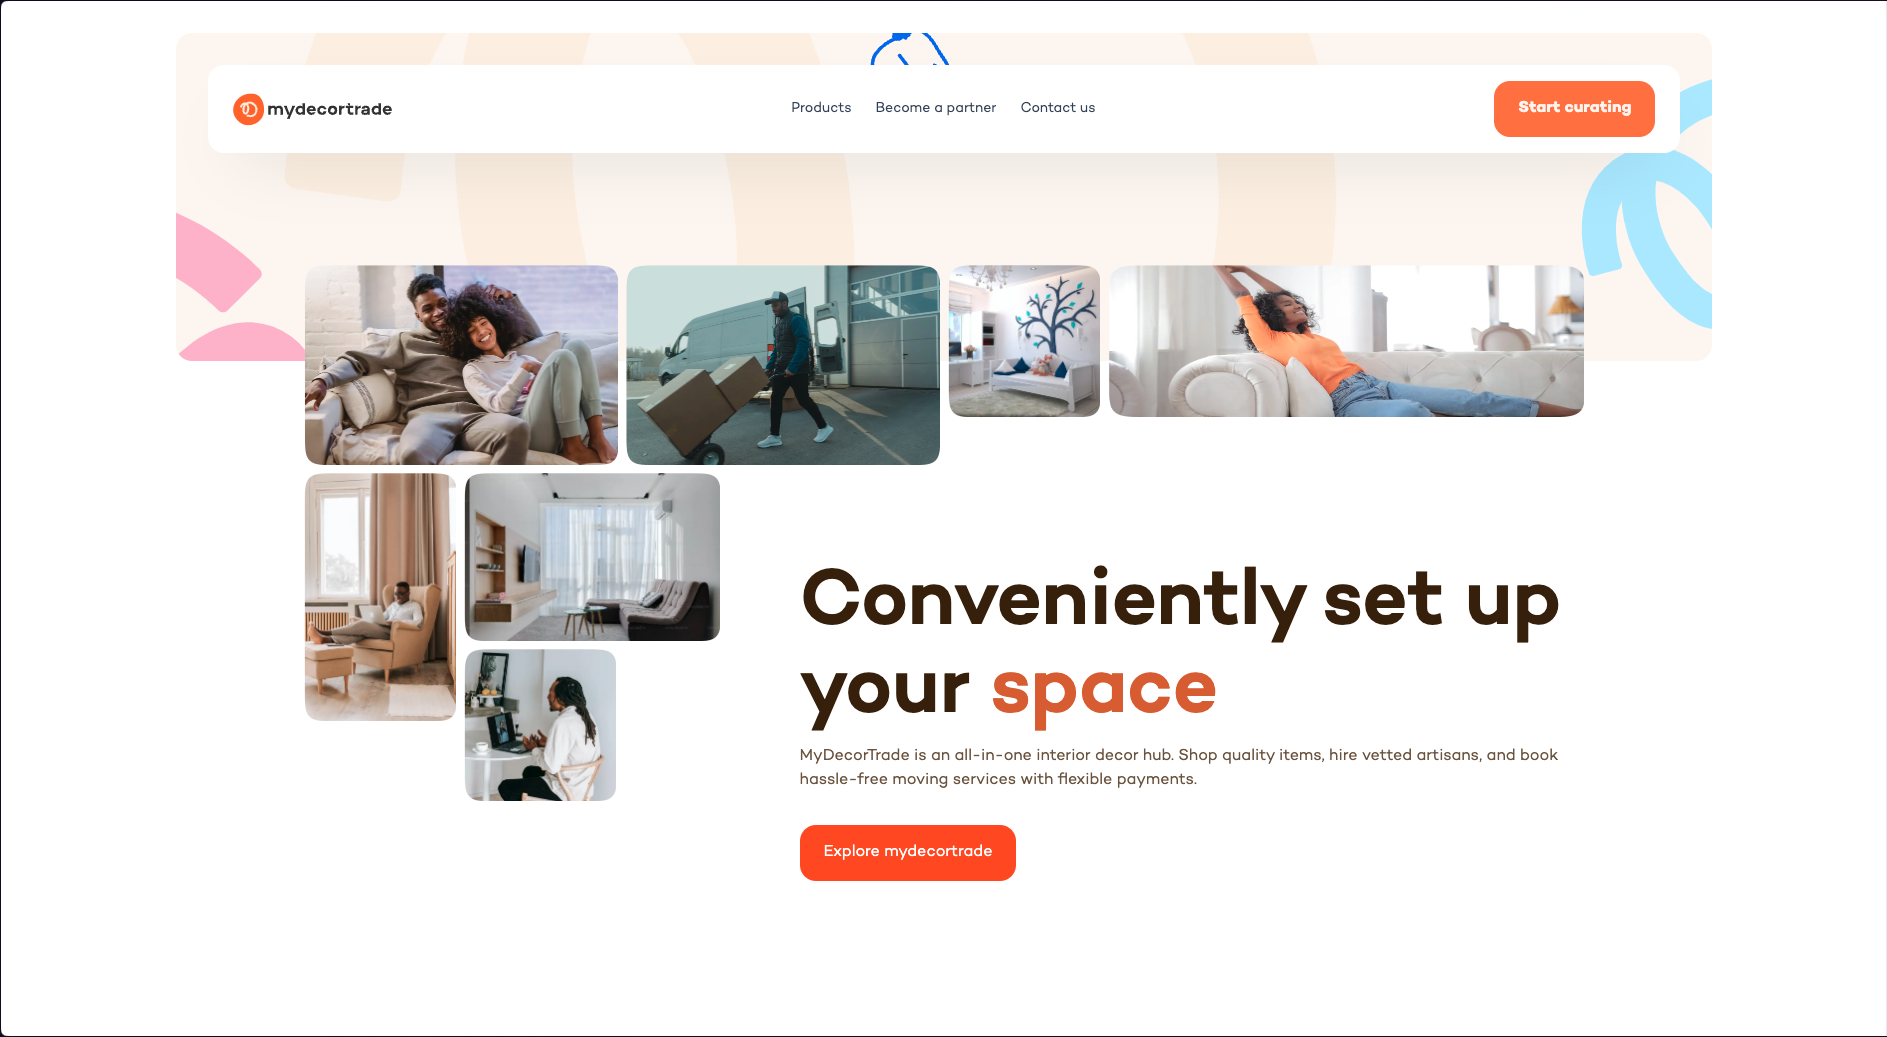 mydecortrade
Products
Become a partner
Contact us
Start curating
Conveniently set up
your space
MyDecorTrade is an all-in-one interior decor hub. Shop quality items, hire vetted artisans, and book
hassle-free moving services with flexible payments.
Explore mydecortrade